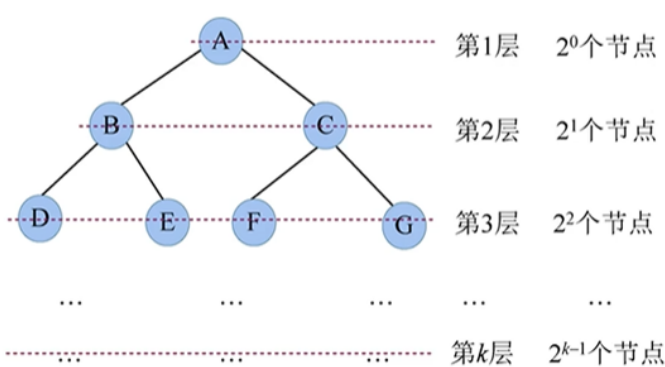 A 第1层 2⁰个节点
B C 第2层 2¹个节点
D E F G 第3层 2²个节点
... ... ... ... ...
... ... ... 第k层 2ᵏ⁻¹个节点